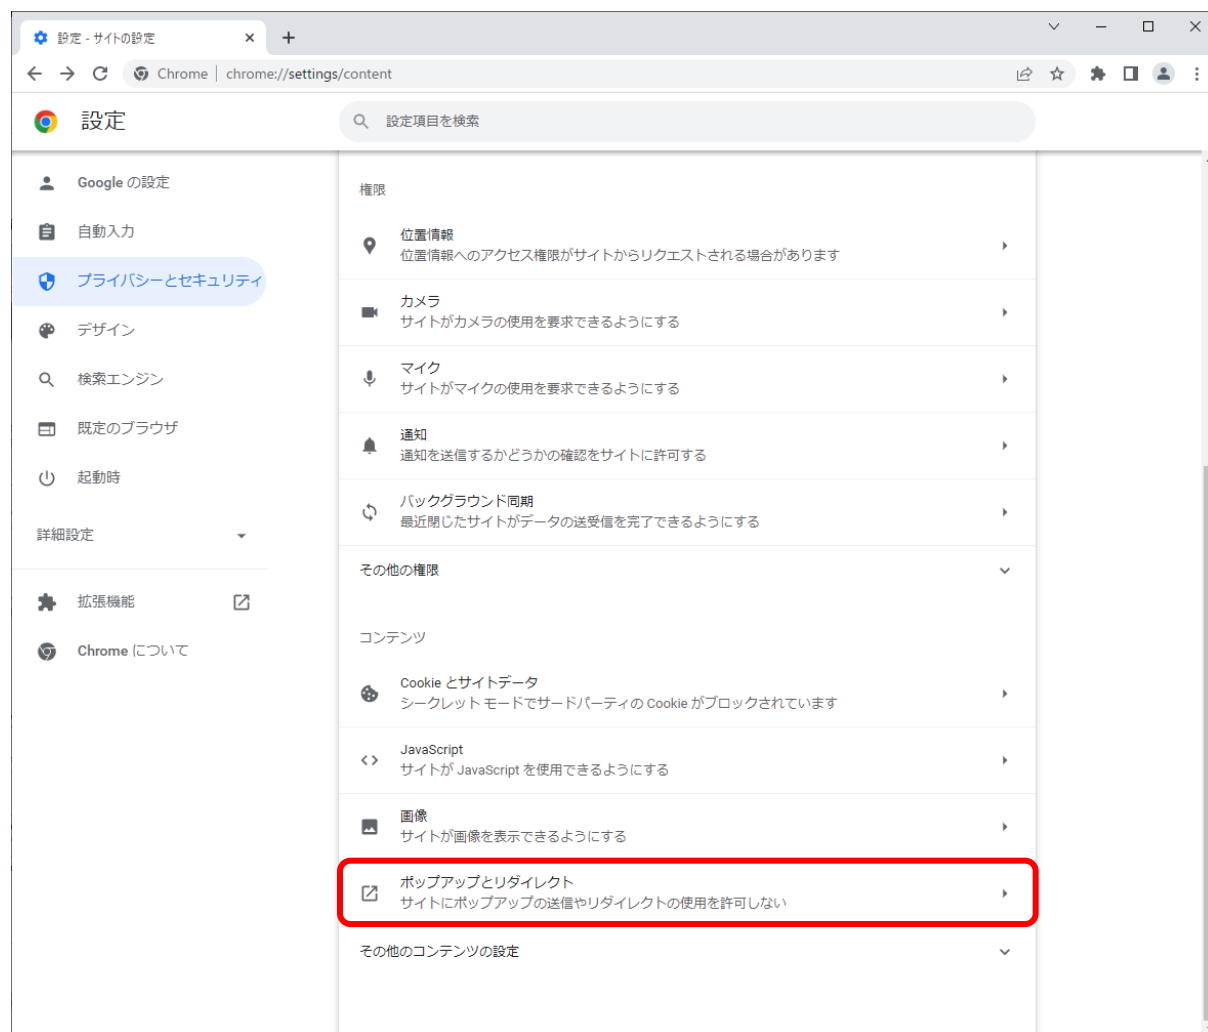 設定 - サイトの設定
Chrome
chrome://settings/content
設定
設定項目を検索
Google の設定
自動入力
プライバシーとセキュリティ
デザイン
検索エンジン
既定のブラウザ
起動時
詳細設定
拡張機能
Chrome について
権限
位置情報
位置情報へのアクセス権限がサイトからリクエストされる場合があります
カメラ
サイトがカメラの使用を要求できるようにする
マイク
サイトがマイクの使用を要求できるようにする
通知
通知を送信するかどうかの確認をサイトに許可する
バックグラウンド同期
最近閉じたサイトがデータの送受信を完了できるようにする
その他の権限
コンテンツ
Cookie とサイトデータ
シークレット モードでサードパーティの Cookie がブロックされています
JavaScript
サイトが JavaScript を使用できるようにする
画像
サイトが画像を表示できるようにする
ポップアップとリダイレクト
サイトにポップアップの送信やリダイレクトの使用を許可しない
その他のコンテンツの設定